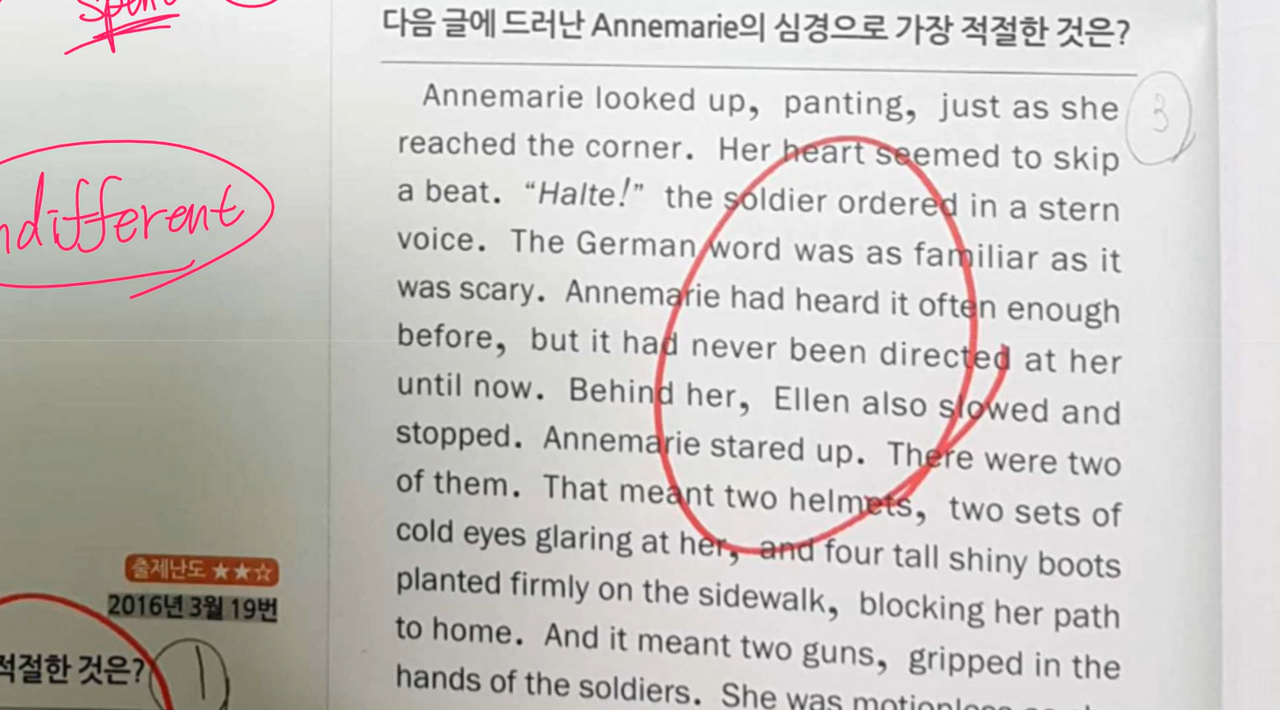 다음 글에 드러난 Annemarie의 심경으로 가장 적절한 것은?
Annemarie looked up, panting, just as she
reached the corner. Her heart seemed to skip
a beat. “Halte!” the soldier ordered in a stern
voice. The German word was as familiar as it
was scary. Annemarie had heard it often enough
before, but it had never been directed at her
until now. Behind her, Ellen also slowed and
stopped. Annemarie stared up. There were two
of them. That meant two helmets, two sets of
cold eyes glaring at her, and four tall shiny boots
planted firmly on the sidewalk, blocking her path
to home. And it meant two guns, gripped in the
hands of the soldiers. She was motionless
3
ndifferent
출제난도 ★★☆
2016년 3월 19번
적절한 것은?
1